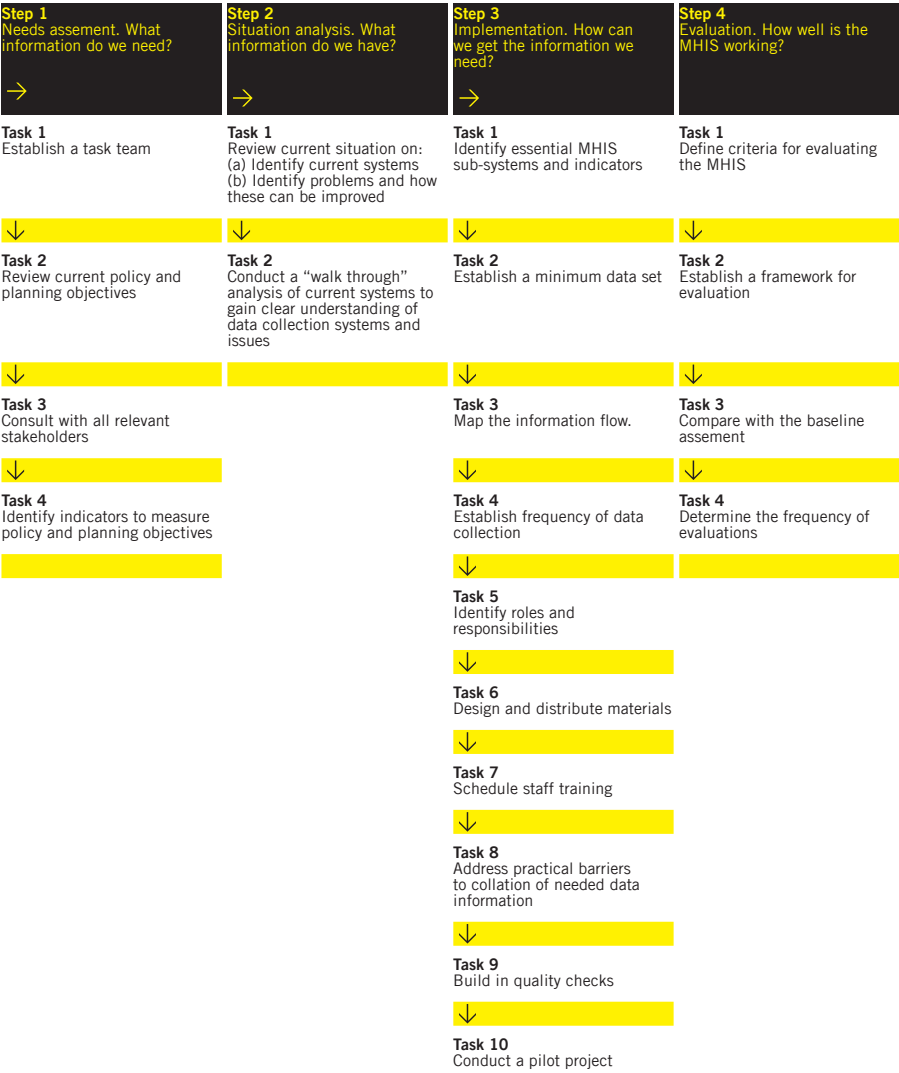 Step 1
Needs assement. What
information do we need?
Task 1
Establish a task team
Task 2
Review current policy and
planning objectives
Task 3
Consult with all relevant
stakeholders
Task 4
Identify indicators to measure
policy and planning objectives
Step 2
Situation analysis. What
information do we have?
Task 1
Review current situation on:
(a) Identify current systems
(b) Identify problems and how
these can be improved
Task 2
Conduct a “walk through”
analysis of current systems to
gain clear understanding of
data collection systems and
issues
Step 3
Implementation. How can
we get the information we
need?
Task 1
Identify essential MHIS
sub-systems and indicators
Task 2
Establish a minimum data set
Task 3
Map the information flow.
Task 4
Establish frequency of data
collection
Task 5
Identify roles and
responsibilities
Task 6
Design and distribute materials
Task 7
Schedule staff training
Task 8
Address practical barriers
to collation of needed data
information
Task 9
Build in quality checks
Task 10
Conduct a pilot project
Step 4
Evaluation. How well is the
MHIS working?
Task 1
Define criteria for evaluating
the MHIS
Task 2
Establish a framework for
evaluation
Task 3
Compare with the baseline
assement
Task 4
Determine the frequency of
evaluations